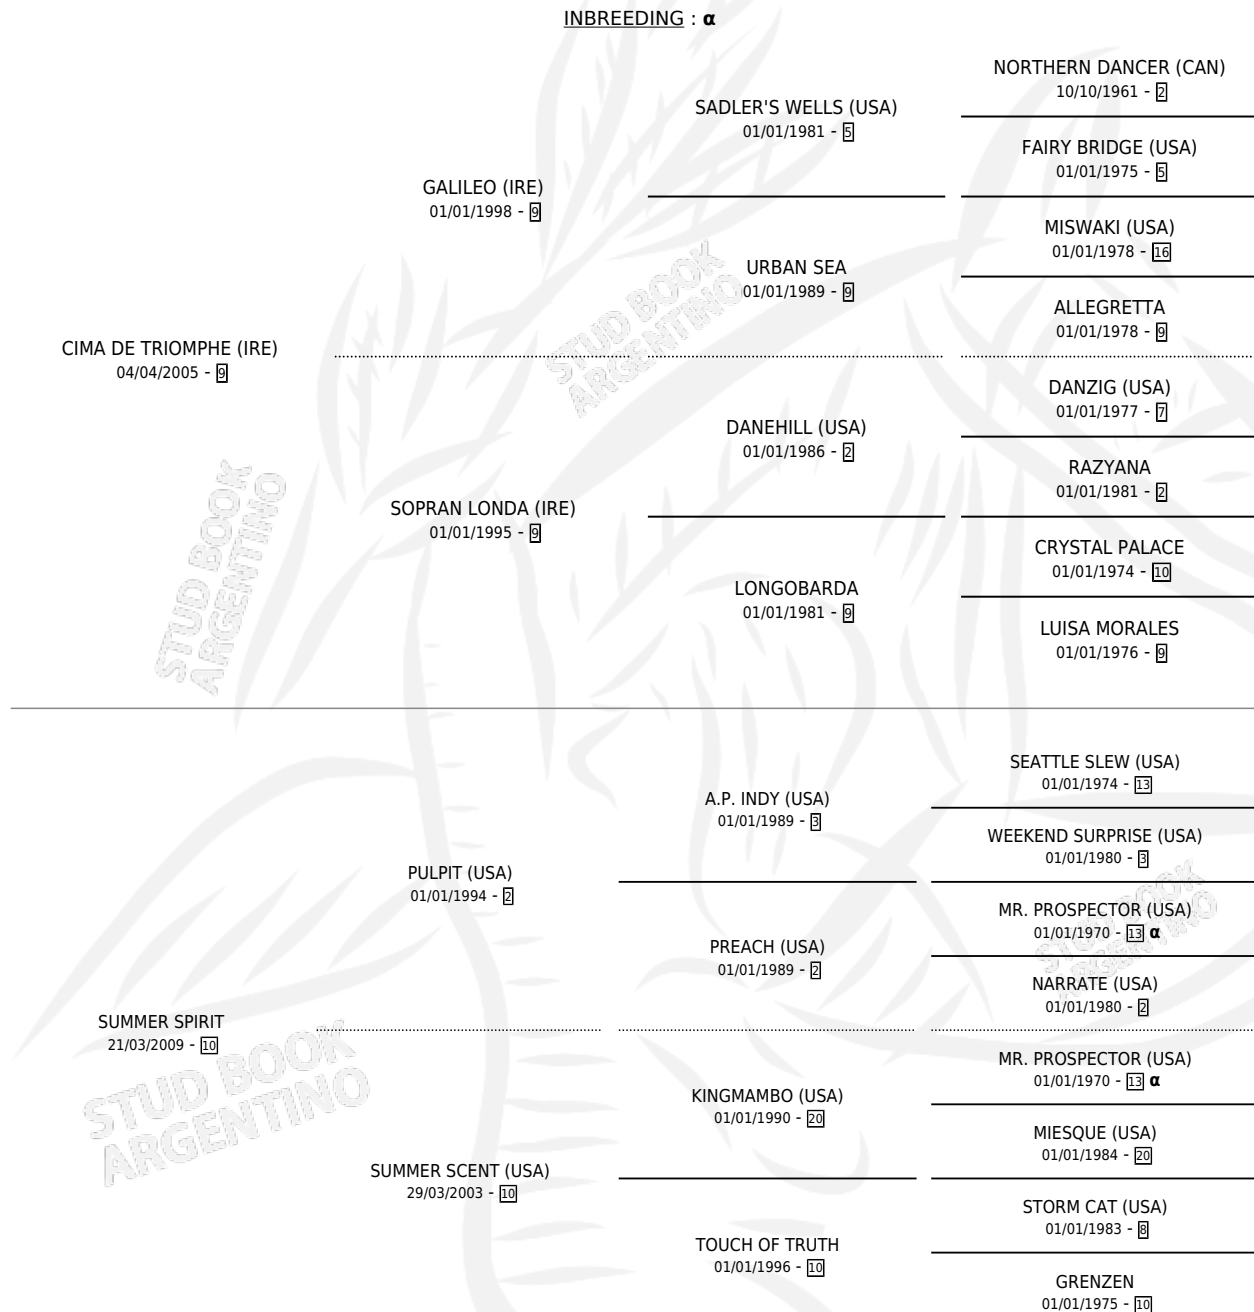 INBREEDING : α
NORTHERN DANCER (CAN)
10/10/1961 - 2
SADLER'S WELLS (USA)
01/01/1981 - 5
FAIRY BRIDGE (USA)
01/01/1975 - 5
GALILEO (IRE)
01/01/1998 - 9
MISWAKI (USA)
01/01/1978 - 16
URBAN SEA
01/01/1989 - 9
ALLEGRETTA
01/01/1978 - 9
CIMA DE TRIOMPHE (IRE)
04/04/2005 - 9
DANZIG (USA)
01/01/1977 - 7
DANEHILL (USA)
01/01/1986 - 2
RAZYANA
01/01/1981 - 2
SOPRAN LONDA (IRE)
01/01/1995 - 9
CRYSTAL PALACE
01/01/1974 - 10
LONGOBARDA
01/01/1981 - 9
LUISA MORALES
01/01/1976 - 9
SEATTLE SLEW (USA)
01/01/1974 - 13
A.P. INDY (USA)
01/01/1989 - 3
WEEKEND SURPRISE (USA)
01/01/1980 - 3
PULPIT (USA)
01/01/1994 - 2
MR. PROSPECTOR (USA)
01/01/1970 - 13 α
PREACH (USA)
01/01/1989 - 2
NARRATE (USA)
01/01/1980 - 2
SUMMER SPIRIT
21/03/2009 - 10
MR. PROSPECTOR (USA)
01/01/1970 - 13 α
KINGMAMBO (USA)
01/01/1990 - 20
MIESQUE (USA)
01/01/1984 - 20
SUMMER SCENT (USA)
29/03/2003 - 10
STORM CAT (USA)
01/01/1983 - 8
TOUCH OF TRUTH
01/01/1996 - 10
GRENZEN
01/01/1975 - 10
STUD BOOK
ARGENTINO
STUD BOOK
ARGENTINO
STUD BOOK
ARGENTINO
STUD BOOK
ARGENTINO